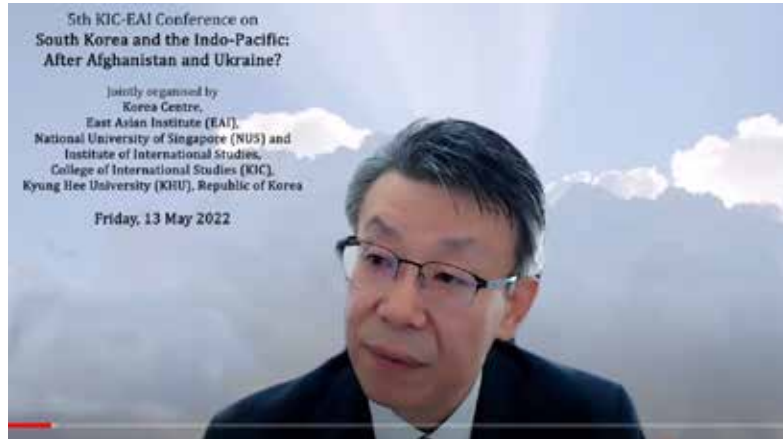 5th KIC-EAI Conference on
South Korea and the Indo-Pacific:
After Afghanistan and Ukraine?
Jointly organised by
Korea Centre,
East Asian Institute (EAI),
National University of Singapore (NUS) and
Institute of International Studies,
College of International Studies (KIC),
Kyung Hee University (KHU), Republic of Korea
Friday, 13 May 2022